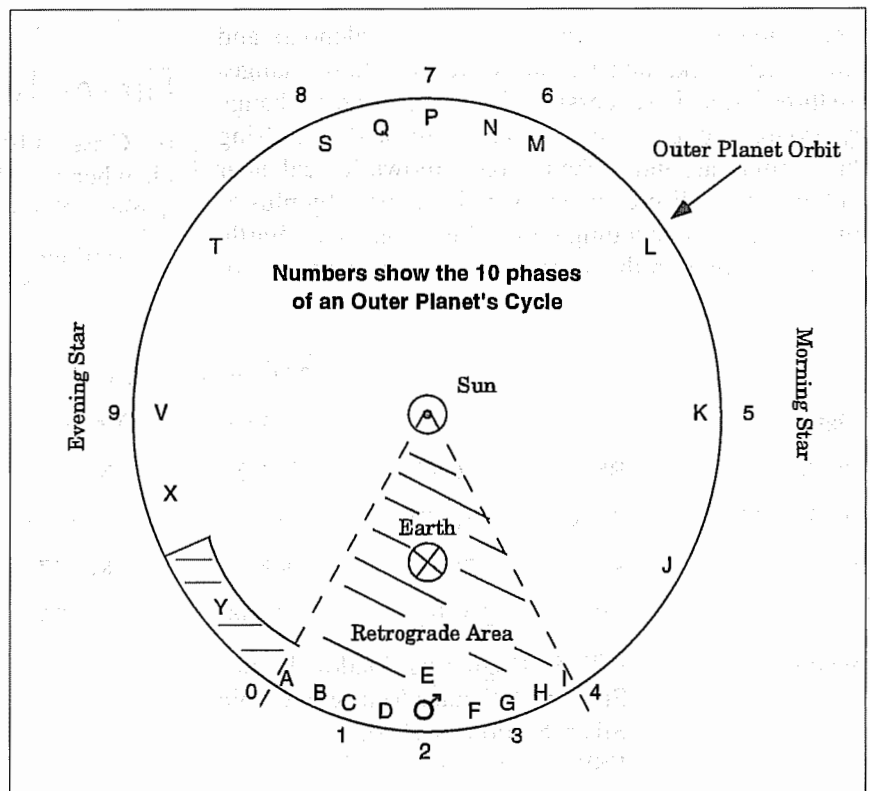 7
8
6
P
Q
N
S
M
Outer Planet Orbit
T
L
Numbers show the 10 phases
of an Outer Planet's Cycle
Evening Star
Morning Star
Sun
9
V
K
5
X
Earth
J
Y
Retrograde Area
E
A
I
0
B
H
4
C
G
D
♂
F
1
3
2